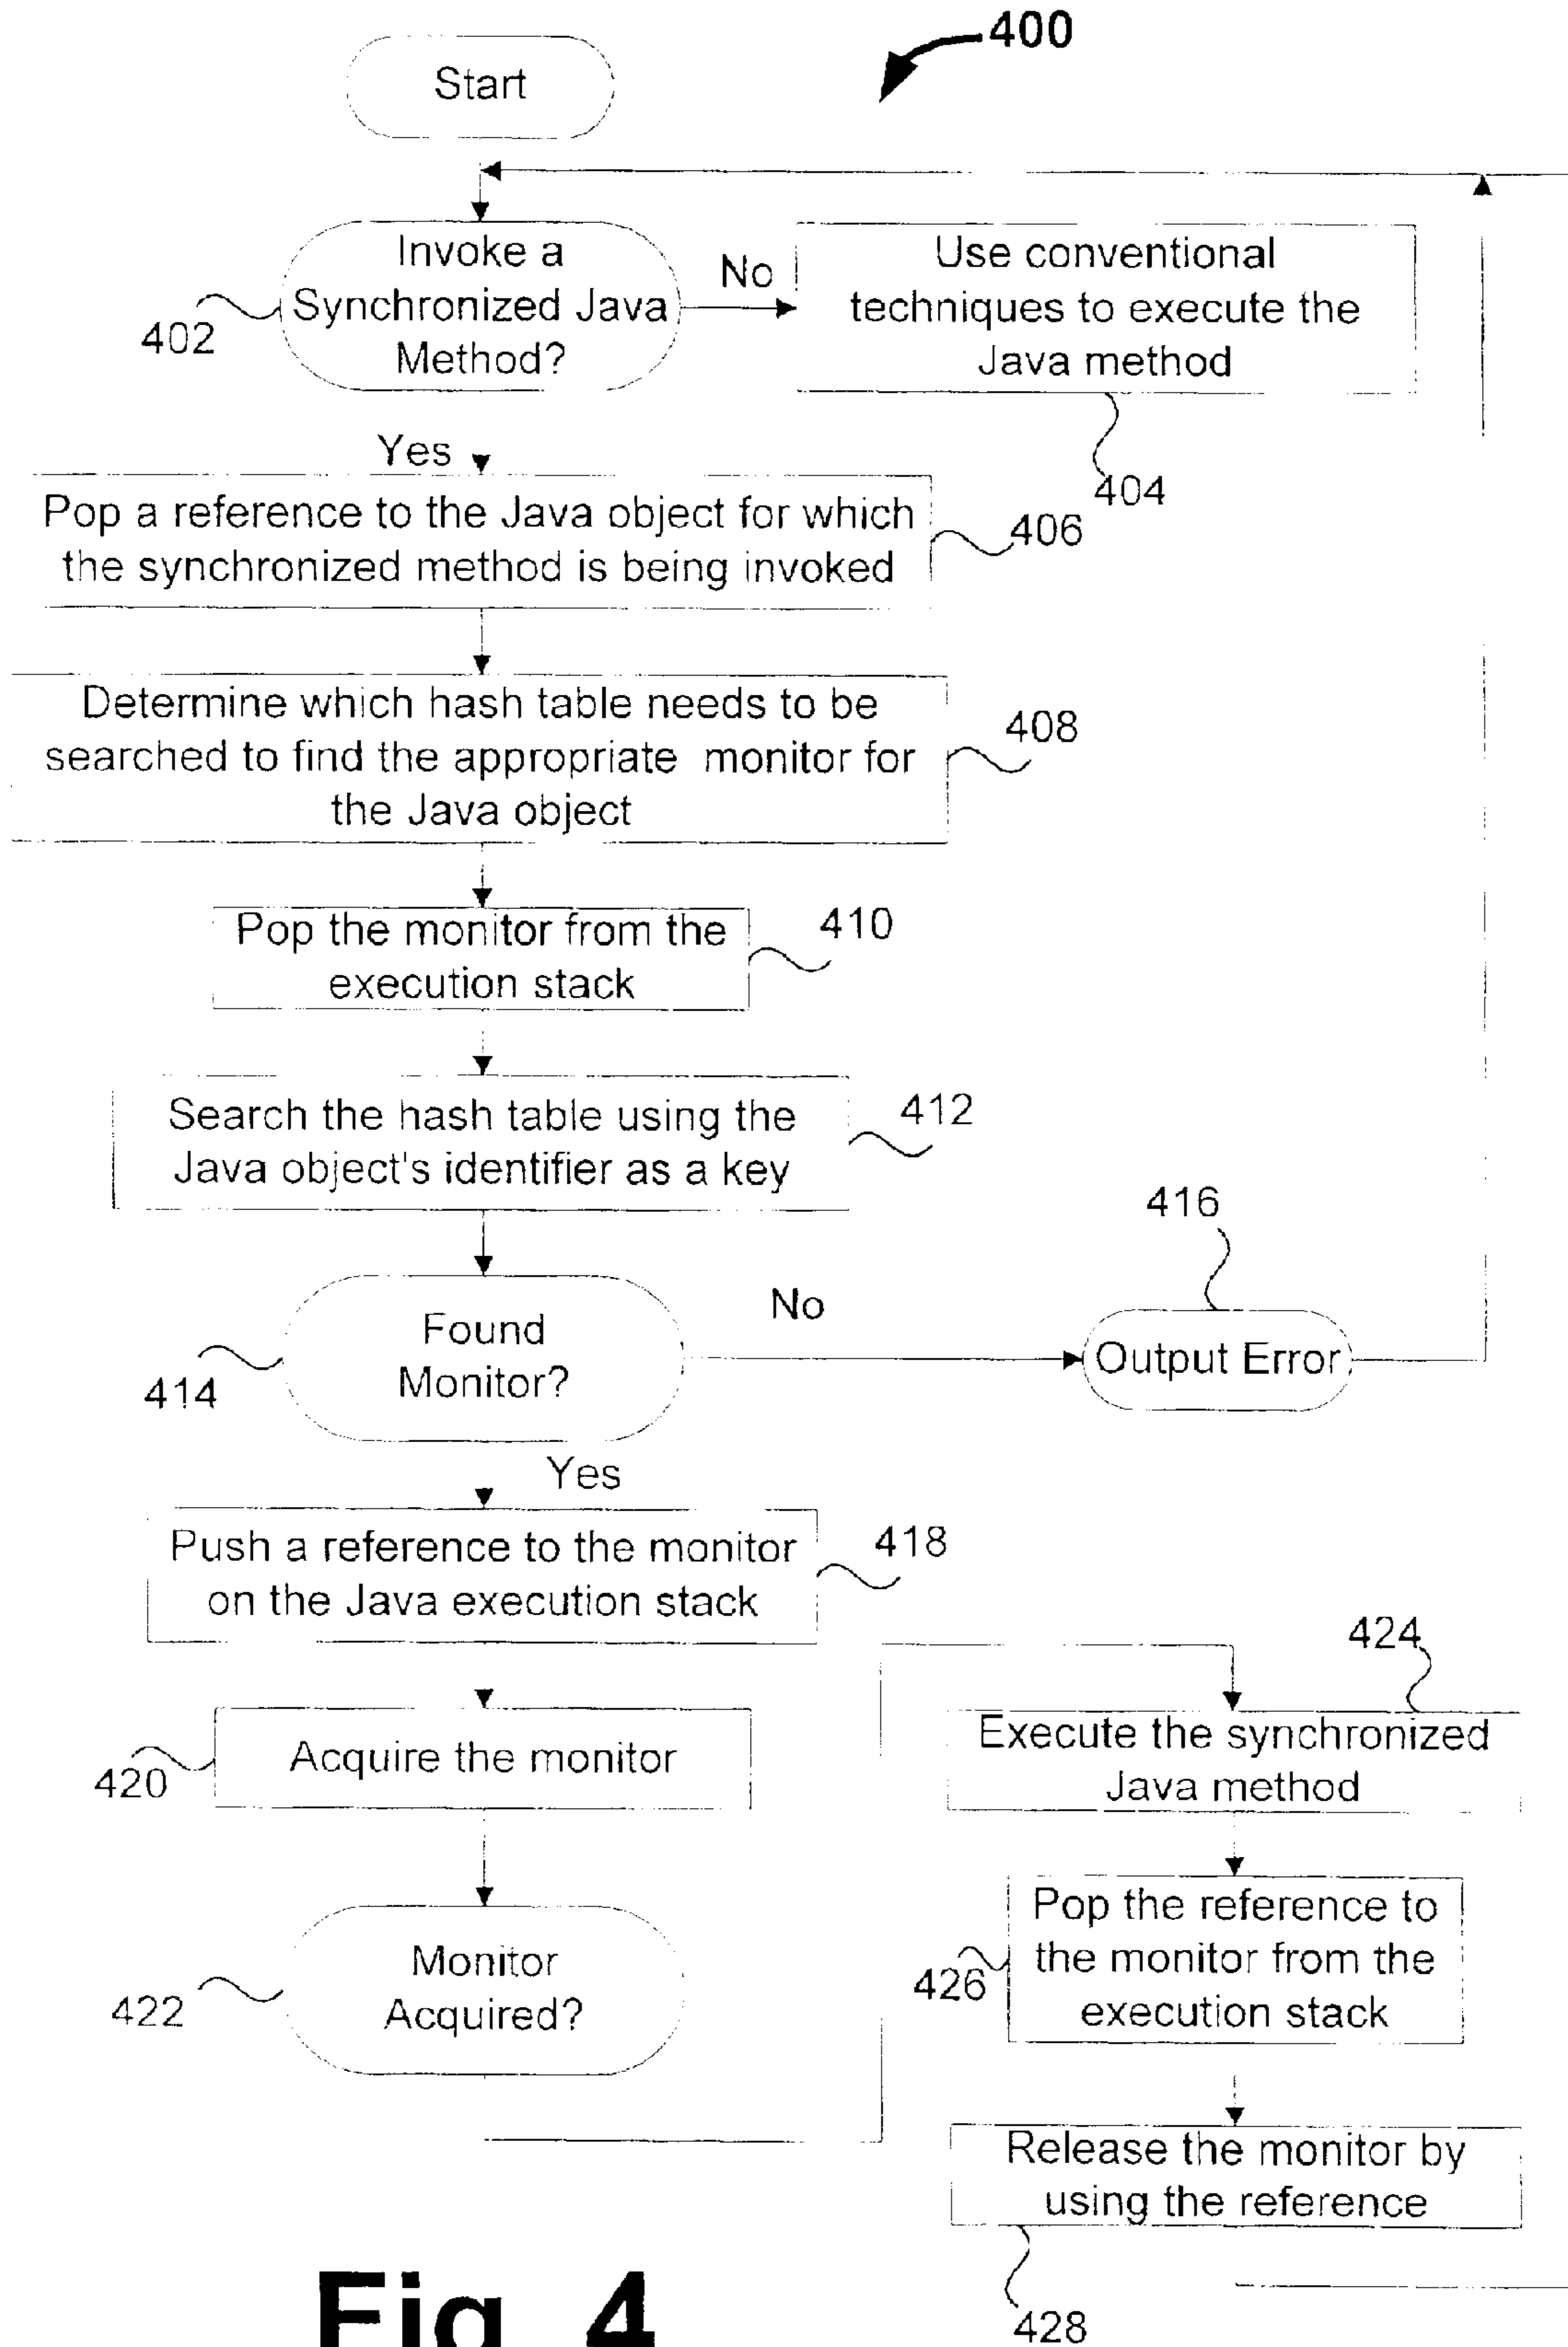 400
Start
Invoke a
Synchronized Java
Method?
402
No
Use conventional
techniques to execute the
Java method
404
Yes
Pop a reference to the Java object for which
the synchronized method is being invoked
406
Determine which hash table needs to be
searched to find the appropriate monitor for
the Java object
408
Pop the monitor from the
execution stack
410
Search the hash table using the
Java object's identifier as a key
412
Found
Monitor?
414
No
416
Output Error
Yes
Push a reference to the monitor
on the Java execution stack
418
Acquire the monitor
420
Monitor
Acquired?
422
424
Execute the synchronized
Java method
Pop the reference to
the monitor from the
execution stack
426
Release the monitor by
using the reference
428
Fig 4